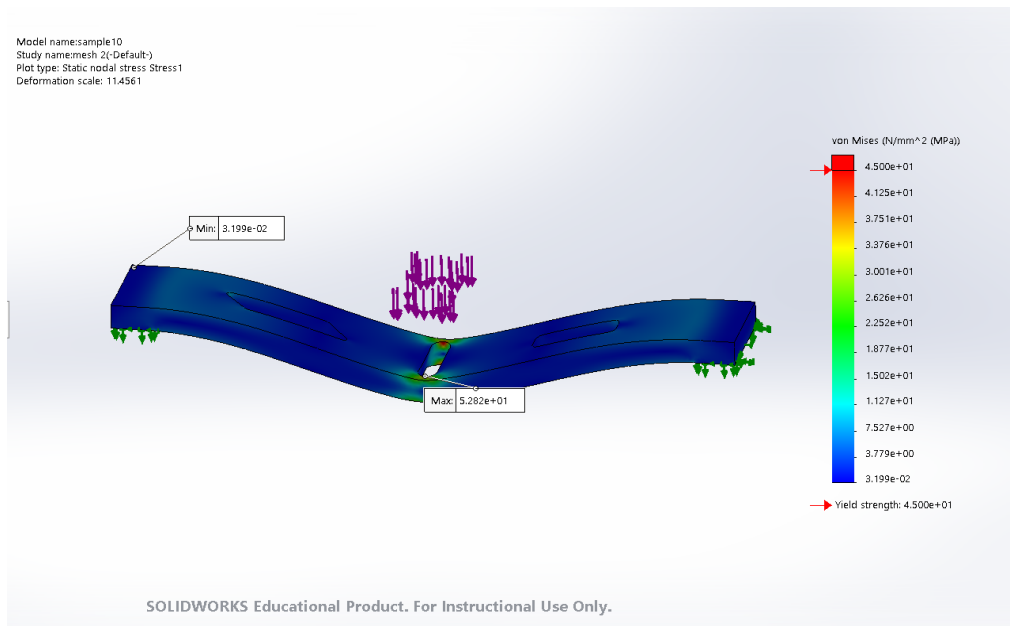 Model name:sample10
Study name:mesh 2(-Default-)
Plot type: Static nodal stress Stress1
Deformation scale: 11.4561
von Mises (N/mm^2 (MPa))
4.500e+01
4.125e+01
3.751e+01
3.376e+01
3.001e+01
2.626e+01
2.252e+01
1.877e+01
1.502e+01
1.127e+01
7.527e+00
3.779e+00
3.199e-02
Yield strength: 4.500e+01
Min: 3.199e-02
Max: 5.282e+01
SOLIDWORKS Educational Product. For Instructional Use Only.